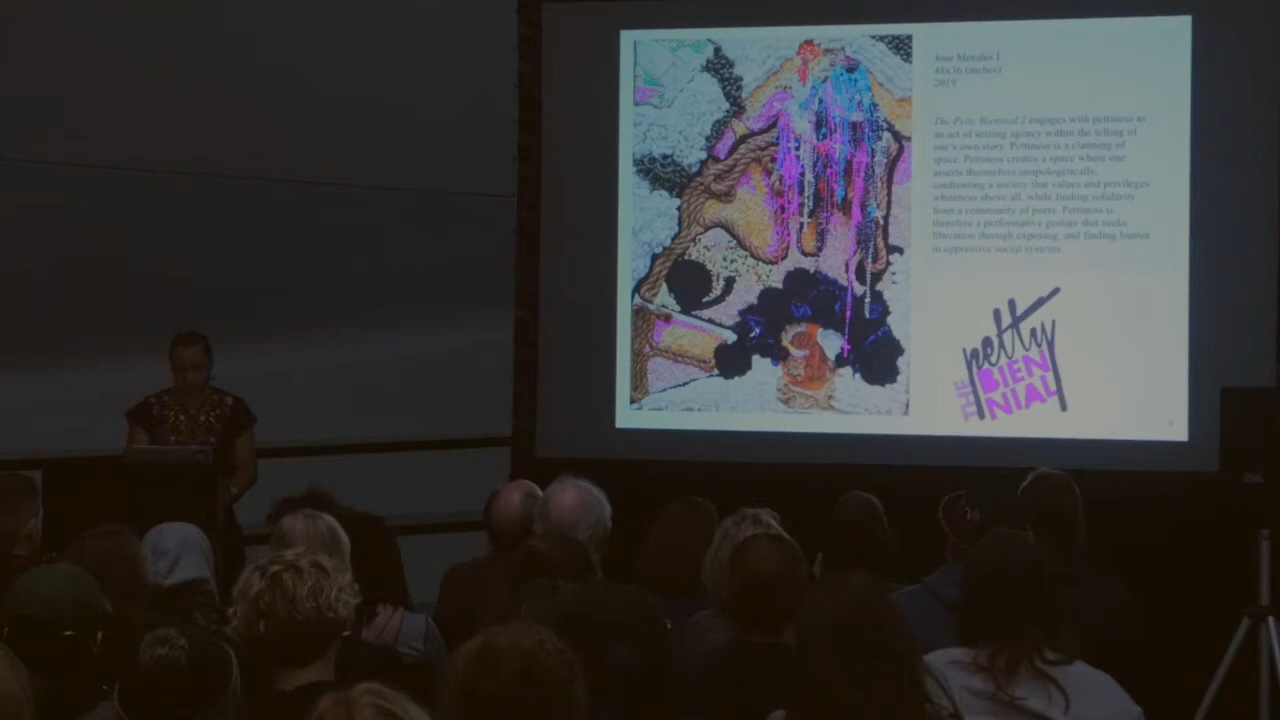 Jose Morales I
48x36 (inches)
2019
The Petty Biennial 2 engages with pettiness as
an act of seizing agency within the telling of
one's own story. Pettiness is a claiming of
space. Pettiness creates a space where one
asserts themselves unapologetically,
confronting a society that values and privileges
whiteness above all, while finding solidarity
from a community of peers. Pettiness is
therefore a performative gesture that seeks
liberation through exposing, and finding humor
in oppressive social systems.
THE
petty
BIEN
NIAL